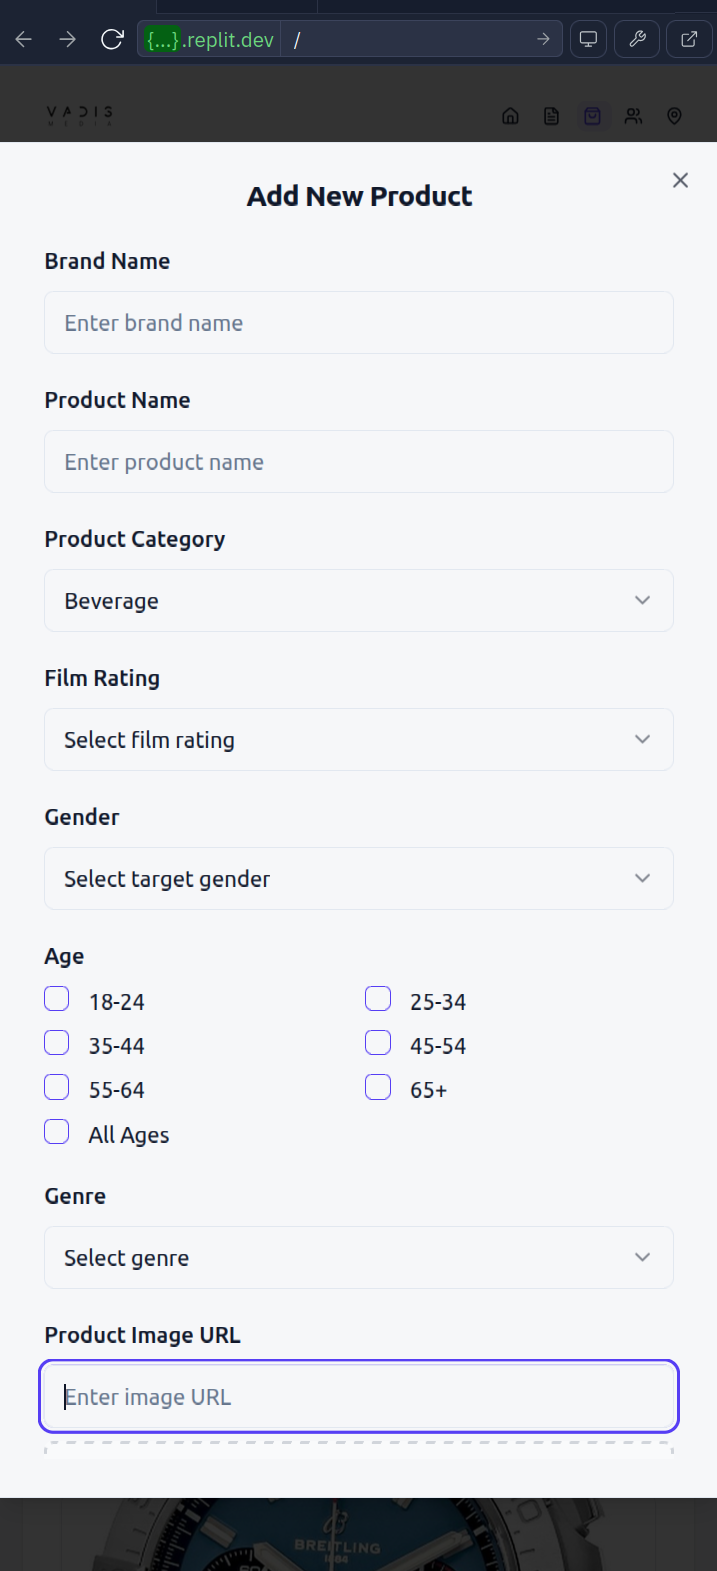 {...}.replit.dev /
VADIS
MEDIA
Add New Product
Brand Name
Enter brand name
Product Name
Enter product name
Product Category
Beverage
Film Rating
Select film rating
Gender
Select target gender
Age
18-24 25-34
35-44 45-54
55-64 65+
All Ages
Genre
Select genre
Product Image URL
Enter image URL
BREITLING
1884